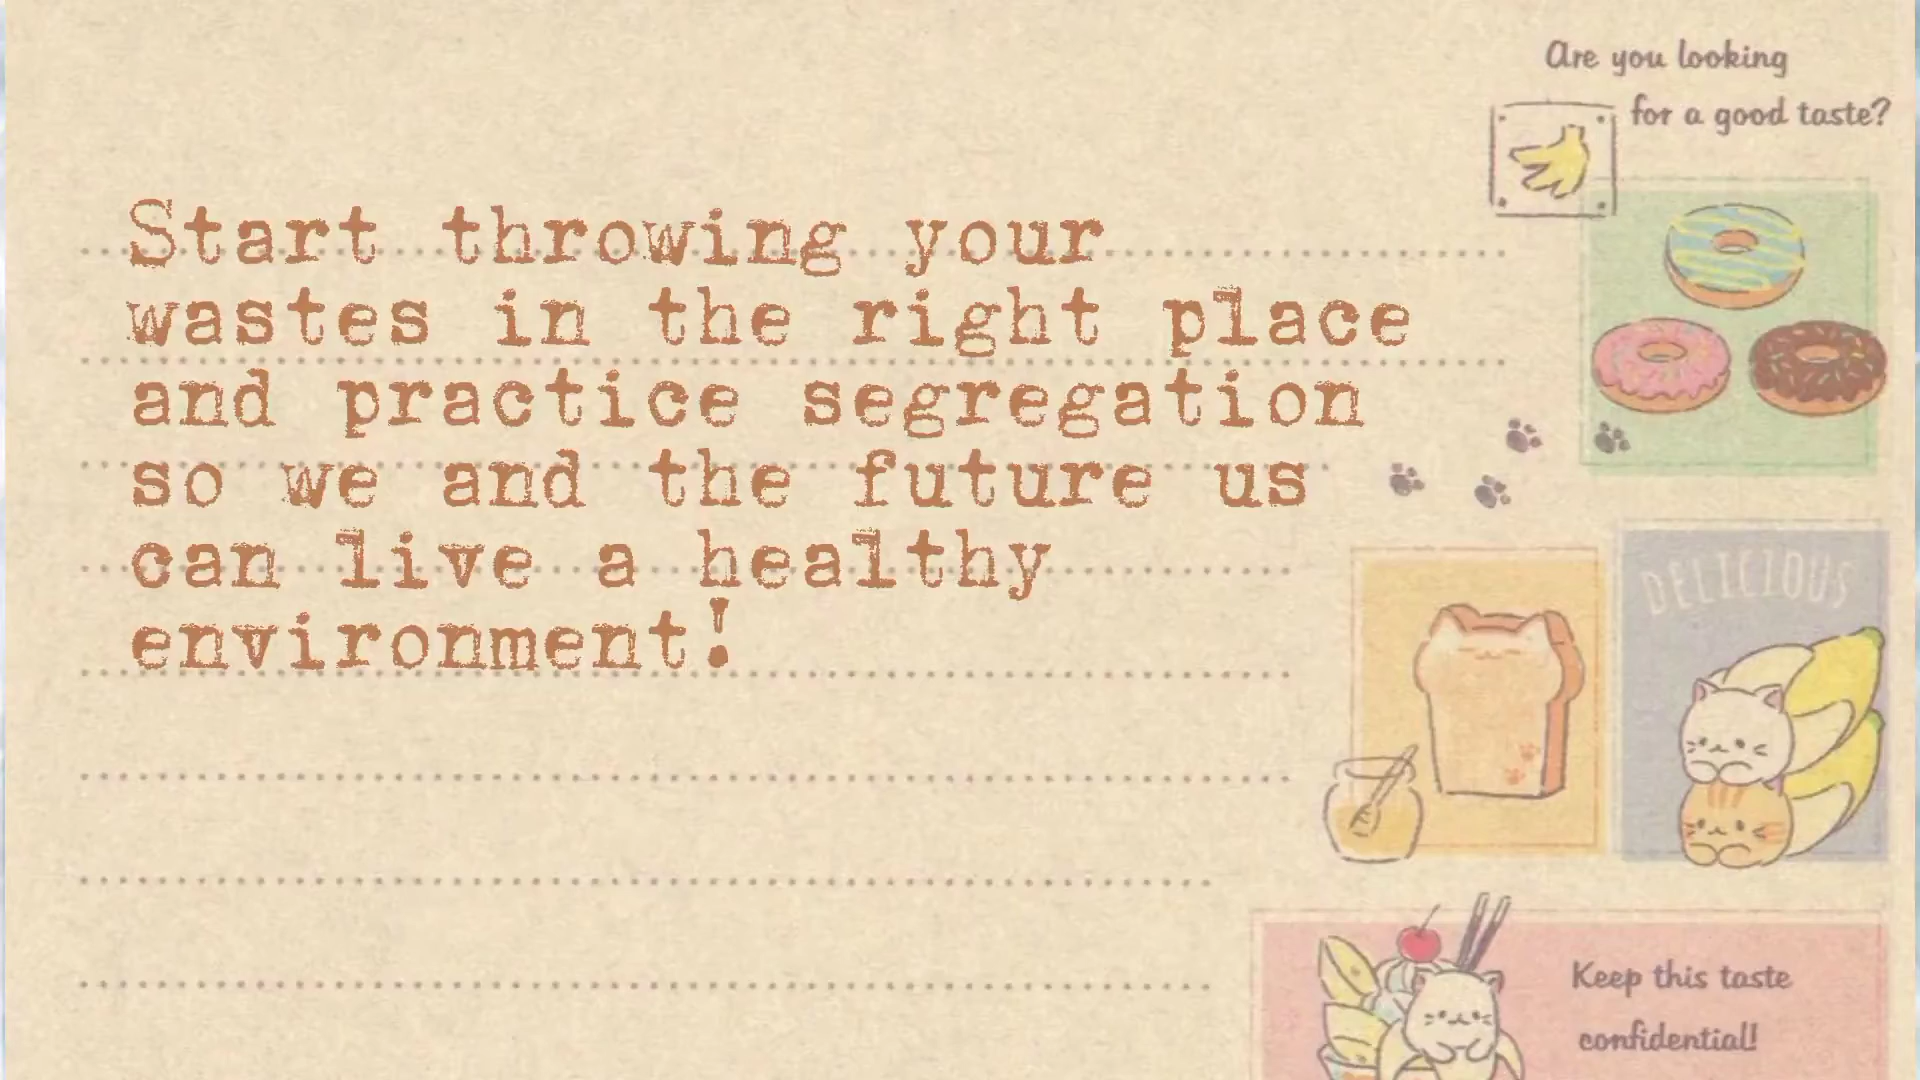 Are you looking
for a good taste?
Start throwing your
wastes in the right place
and practice segregation
so we and the future us
can live a healthy
environment!
DELICIOUS
Keep this taste
confidential!